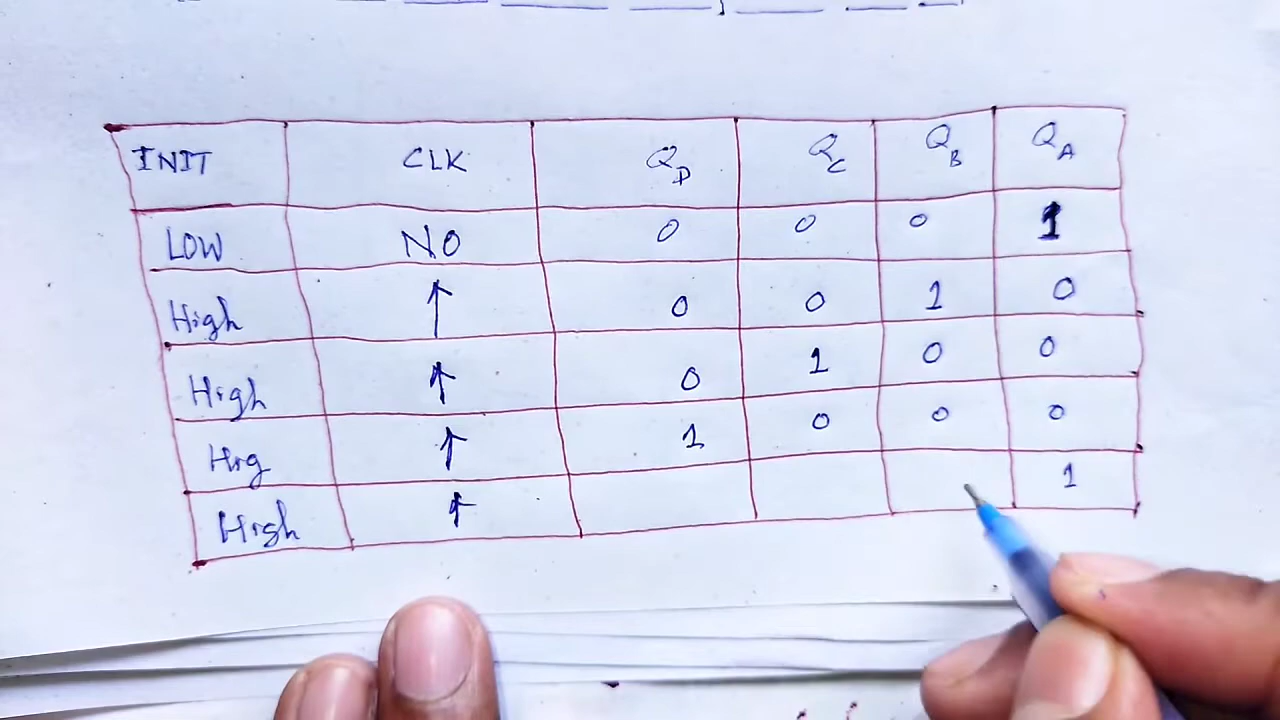 INIT CLK QD QC QB QA
LOW NO 0 0 0 1
High ↑ 0 0 1 0
High ↑ 0 1 0 0
Hrg ↑ 1 0 0 0
High ↑ 1